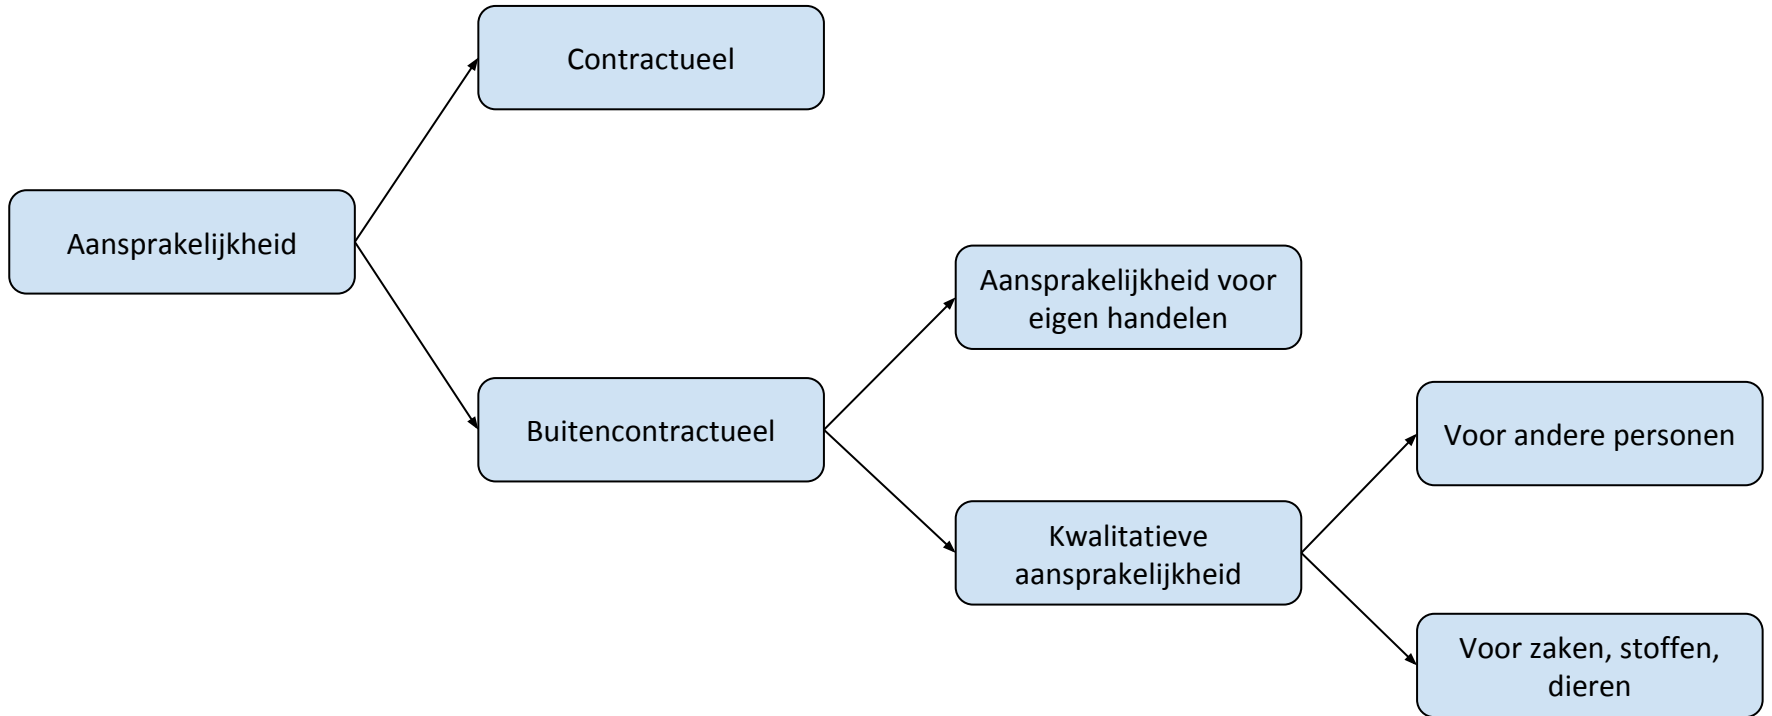 Contractueel
Aansprakelijkheid
Buitencontractueel
Aansprakelijkheid voor
eigen handelen
Kwalitatieve
aansprakelijkheid
Voor andere personen
Voor zaken, stoffen,
dieren